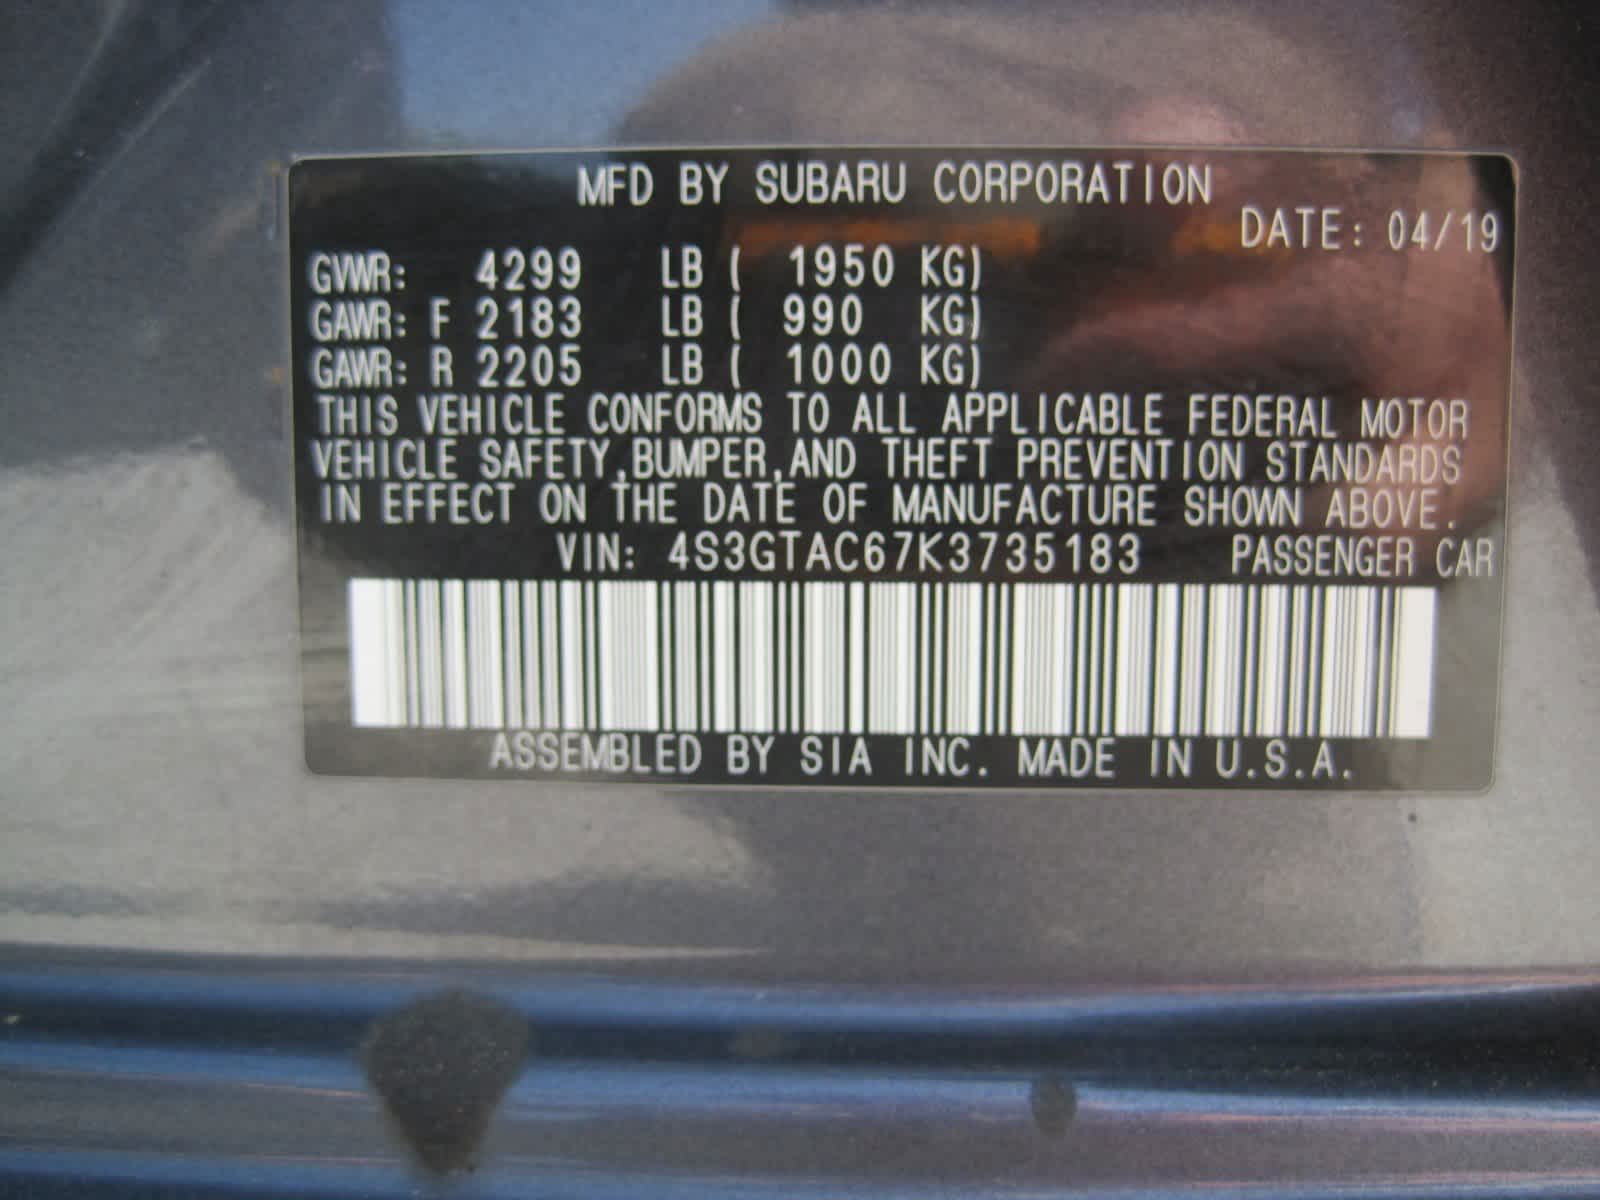 MFD BY SUBARU CORPORATION
DATE: 04/19
GVWR: 4299 LB ( 1950 KG)
GAWR: F 2183 LB ( 990 KG)
GAWR: R 2205 LB ( 1000 KG)
THIS VEHICLE CONFORMS TO ALL APPLICABLE FEDERAL MOTOR
VEHICLE SAFETY,BUMPER,AND THEFT PREVENTION STANDARDS
IN EFFECT ON THE DATE OF MANUFACTURE SHOWN ABOVE.
VIN: 4S3GTAC67K3735183 PASSENGER CAR
ASSEMBLED BY SIA INC. MADE IN U.S.A.